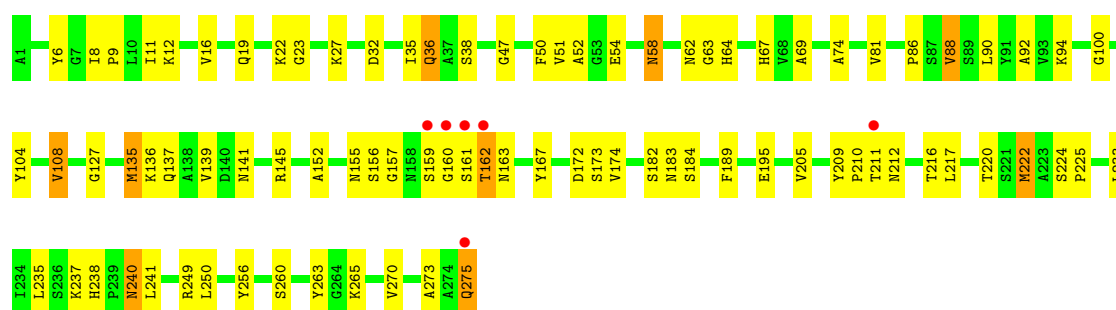 A1 Y6 G7 I8 P9 L10 I11 K12 V16 Q19 K22 G23 K27 D32 I35 Q36 A37 S38 G47 F50 V51 A52 G53 E54 N58 N62 G63 H64 H67 V68 A69 A74 V81 P86 S87 V88 S89 L90 Y91 A92 V93 K94 G100
Y104 V108 G127 M135 K136 Q137 A138 V139 D140 N141 R145 A152 N155 S156 G157 N158 S159 G160 S161 T162 N163 Y167 D172 S173 V174 S182 N183 S184 F189 E195 V205 Y209 P210 T211 N212 T216 L217 T220 S221 M222 A223 S224 P225
I234 L235 S236 K237 H238 P239 N240 L241 R249 L250 Y256 S260 Y263 G264 K265 V270 A273 A274 Q275